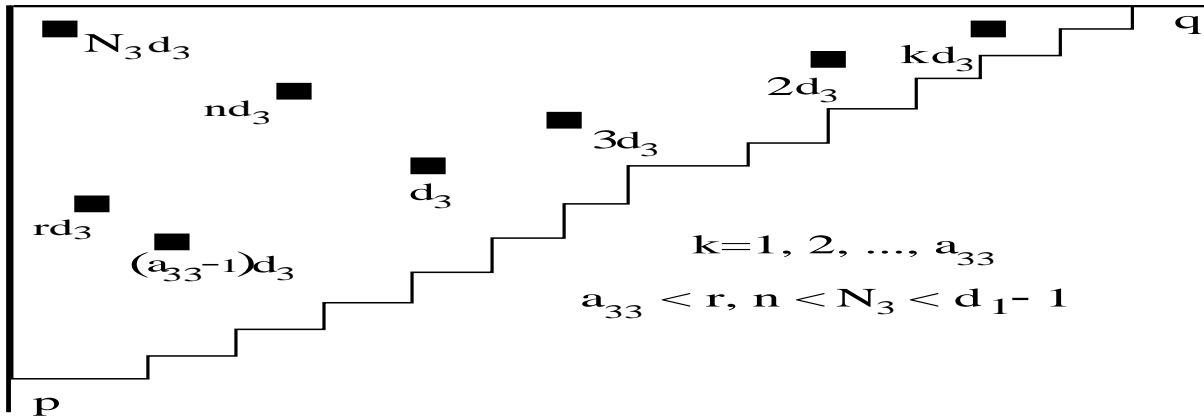 q
N₃d₃
kd₃
2d₃
nd₃
3d₃
d₃
rd₃
(a₃₃-1)d₃
k=1, 2, ..., a₃₃
a₃₃ < r, n < N₃ < d₁- 1
p